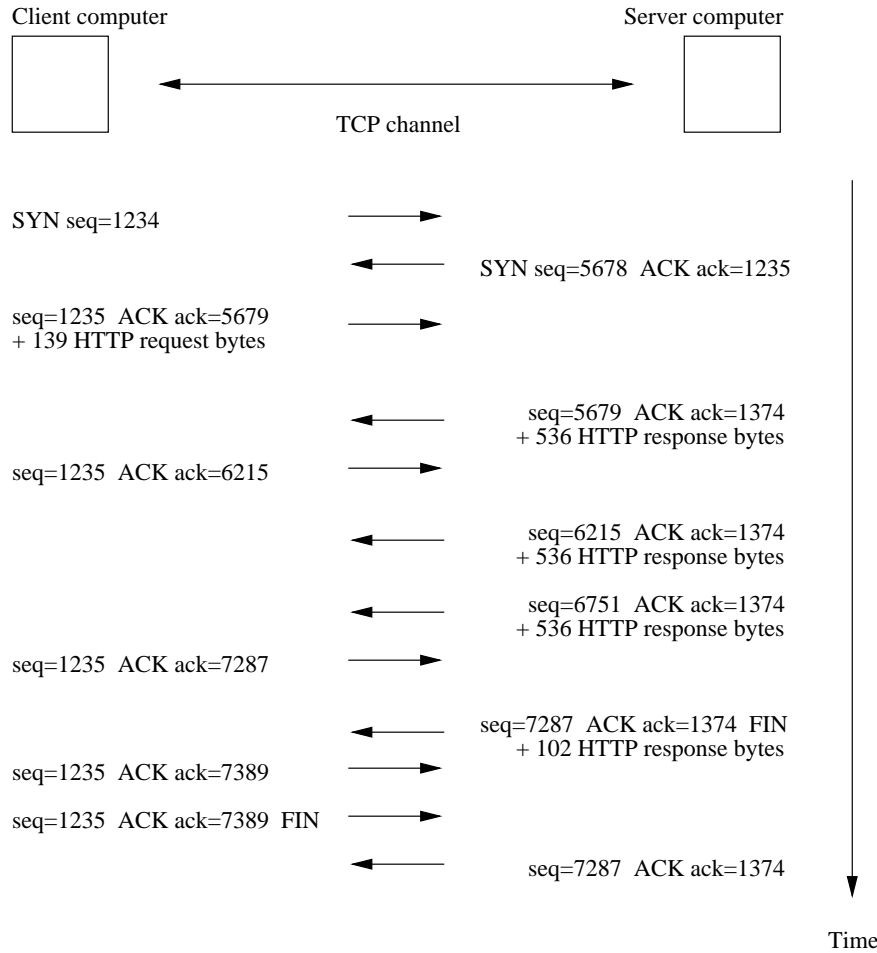 Client computer
Server computer
TCP channel
SYN seq=1234
SYN seq=5678 ACK ack=1235
seq=1235 ACK ack=5679
+ 139 HTTP request bytes
seq=5679 ACK ack=1374
+ 536 HTTP response bytes
seq=1235 ACK ack=6215
seq=6215 ACK ack=1374
+ 536 HTTP response bytes
seq=6751 ACK ack=1374
+ 536 HTTP response bytes
seq=1235 ACK ack=7287
seq=7287 ACK ack=1374 FIN
+ 102 HTTP response bytes
seq=1235 ACK ack=7389
seq=1235 ACK ack=7389 FIN
seq=7287 ACK ack=1374
Time